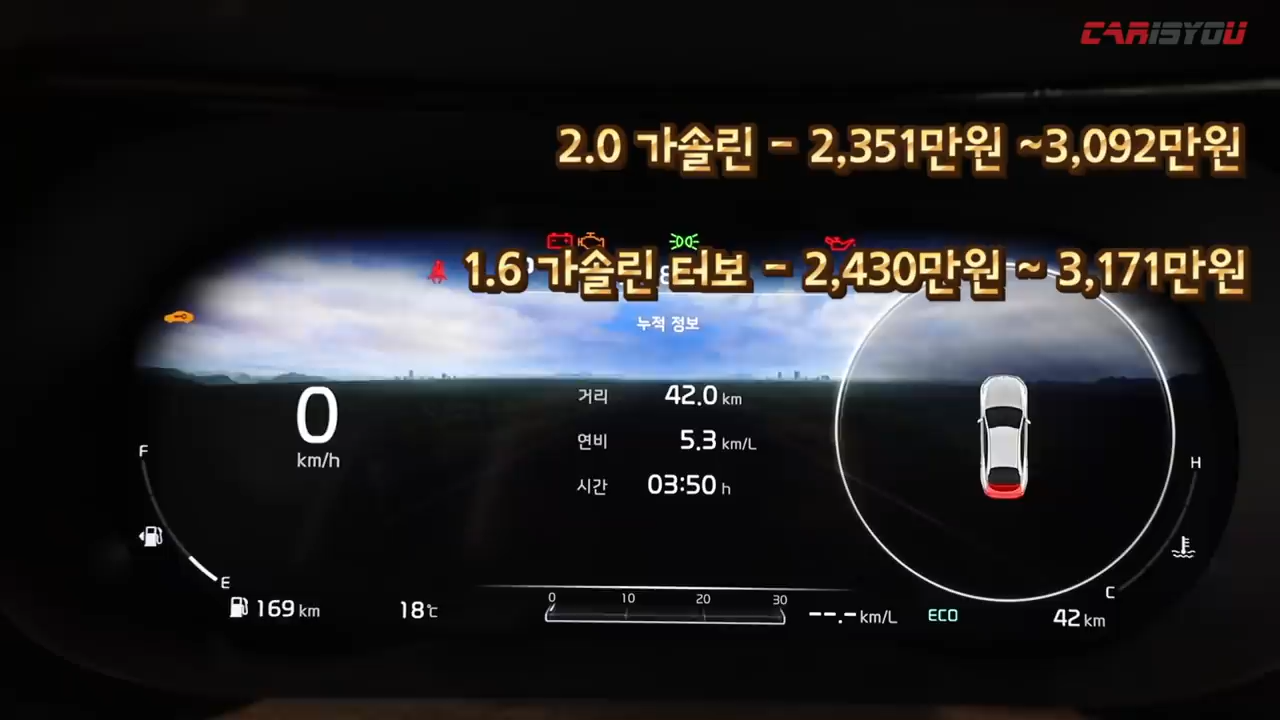 CARISYOU
2.0 가솔린 - 2,351만원 ~3,092만원
1.6 가솔린 터보 - 2,430만원 ~ 3,171만원
누적 정보
거리 42.0 km
연비 5.3 km/L
시간 03:50 h
0
km/h
F
E
H
C
169 km
18℃
0 10 20 30
--.- km/L
ECO
42 km